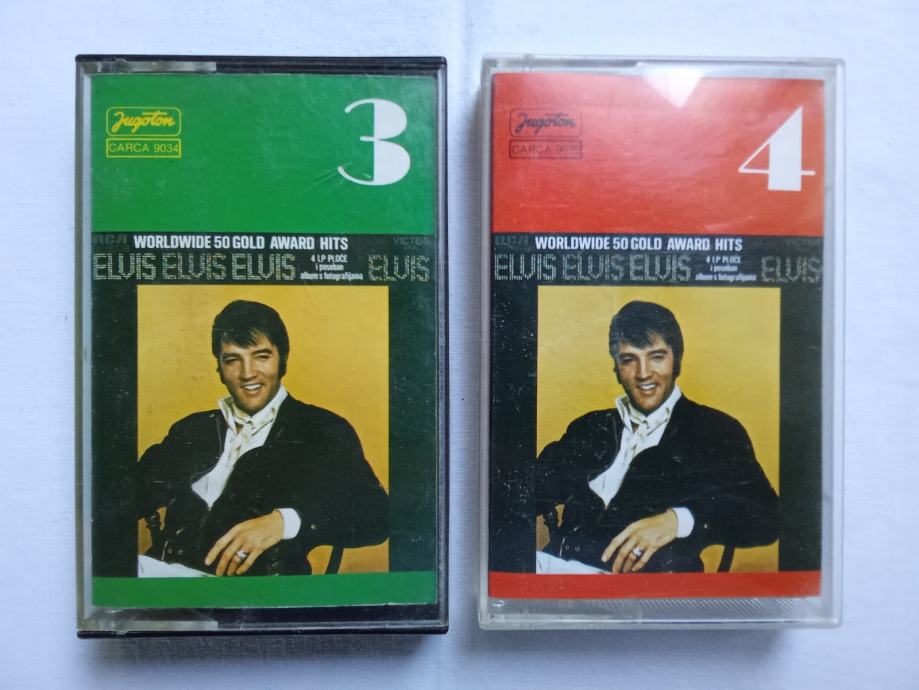 Jugoton
CARCA 9034
3
RCA WORLDWIDE 50 GOLD AWARD HITS VICTOR
ELVIS ELVIS ELVIS
4 LP PLOČE
i poseban
album s fotografijama
ELVIS
Jugoton
CARCA 9035
4
RCA WORLDWIDE 50 GOLD AWARD HITS
ELVIS ELVIS ELVIS
4 LP PLOČE
i poseban
album s fotografijama
ELVIS